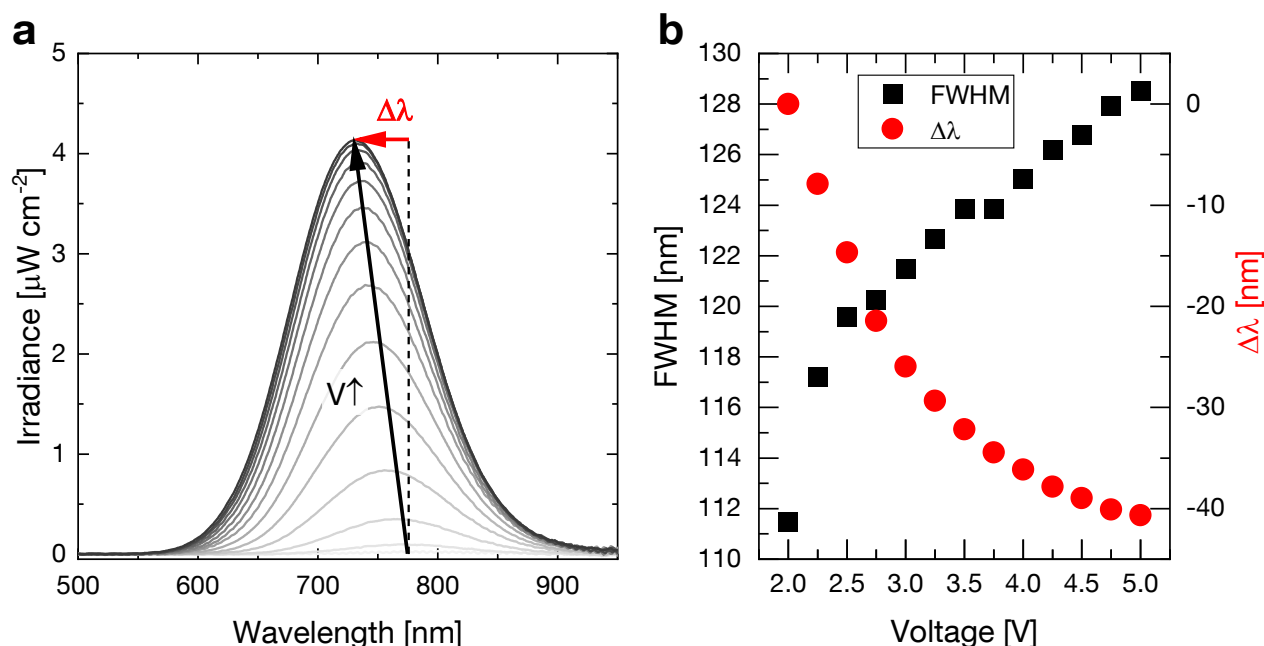 a
5
4
3
2
1
0
Irradiance [μW cm-2]
Δλ
V↑
500 600 700 800 900
Wavelength [nm]
b
130
128
126
124
122
120
118
116
114
112
110
FWHM [nm]
FWHM
Δλ
0
-10
-20
-30
-40
Δλ [nm]
2.0 2.5 3.0 3.5 4.0 4.5 5.0
Voltage [V]